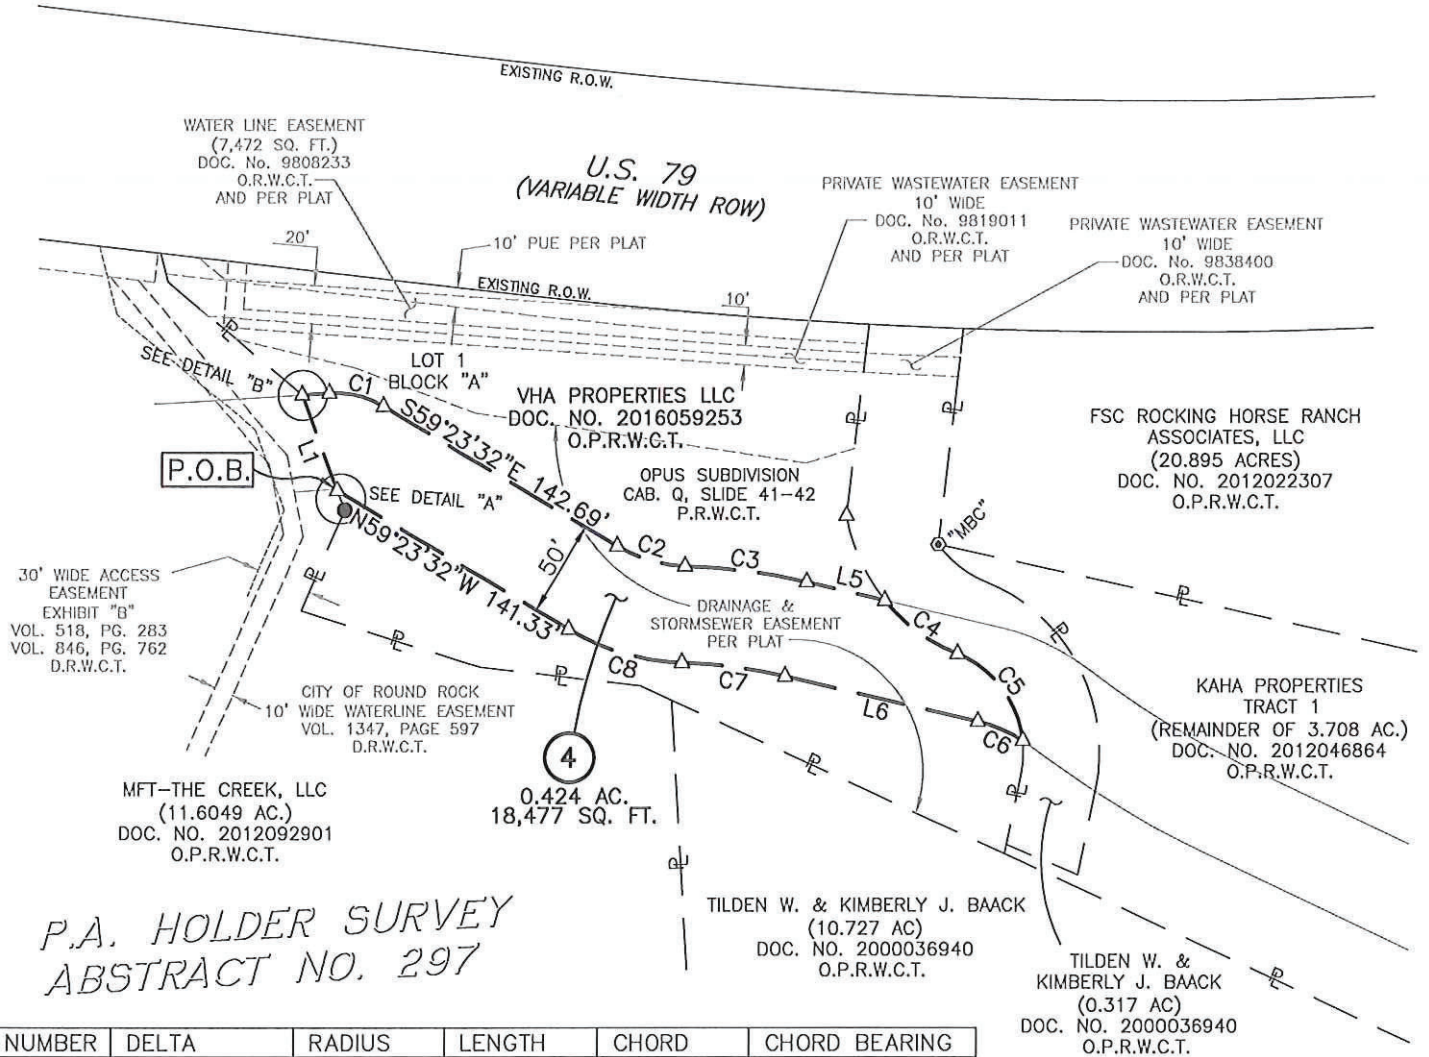 EXISTING R.O.W.
WATER LINE EASEMENT
(7,472 SQ. FT.)
DOC. No. 9808233
O.R.W.C.T.
AND PER PLAT
U.S. 79
(VARIABLE WIDTH ROW)
PRIVATE WASTEWATER EASEMENT
10' WIDE
DOC. No. 9819011
O.R.W.C.T.
AND PER PLAT
PRIVATE WASTEWATER EASEMENT
10' WIDE
DOC. No. 9838400
O.R.W.C.T.
AND PER PLAT
20'
10' PUE PER PLAT
EXISTING R.O.W.
10'
SEE DETAIL "B"
LOT 1
BLOCK "A"
C1
VHA PROPERTIES LLC
DOC. NO. 2016059253
O.P.R.W.C.T.
S59°23'32"E 142.69'
FSC ROCKING HORSE RANCH
ASSOCIATES, LLC
(20.895 ACRES)
DOC. NO. 2012022307
O.P.R.W.C.T.
L1
P.O.B.
SEE DETAIL "A"
OPUS SUBDIVISION
CAB. Q, SLIDE 41-42
P.R.W.C.T.
"MBC"
N59°23'32"W 141.33'
50'
C2
C3
L5
30' WIDE ACCESS
EASEMENT
EXHIBIT "B"
VOL. 518, PG. 283
VOL. 846, PG. 762
D.R.W.C.T.
DRAINAGE &
STORMSEWER EASEMENT
PER PLAT
C4
C5
C8
C7
L6
C6
CITY OF ROUND ROCK
10' WIDE WATERLINE EASEMENT
VOL. 1347, PAGE 597
D.R.W.C.T.
KAHA PROPERTIES
TRACT 1
(REMAINDER OF 3.708 AC.)
DOC. NO. 2012046864
O.P.R.W.C.T.
4
0.424 AC.
18,477 SQ. FT.
MFT-THE CREEK, LLC
(11.6049 AC.)
DOC. NO. 2012092901
O.P.R.W.C.T.
P.A. HOLDER SURVEY
ABSTRACT NO. 297
TILDEN W. & KIMBERLY J. BAACK
(10.727 AC)
DOC. NO. 2000036940
O.P.R.W.C.T.
TILDEN W. &
KIMBERLY J. BAACK
(0.317 AC)
DOC. NO. 2000036940
O.P.R.W.C.T.
NUMBER DELTA RADIUS LENGTH CHORD CHORD BEARING